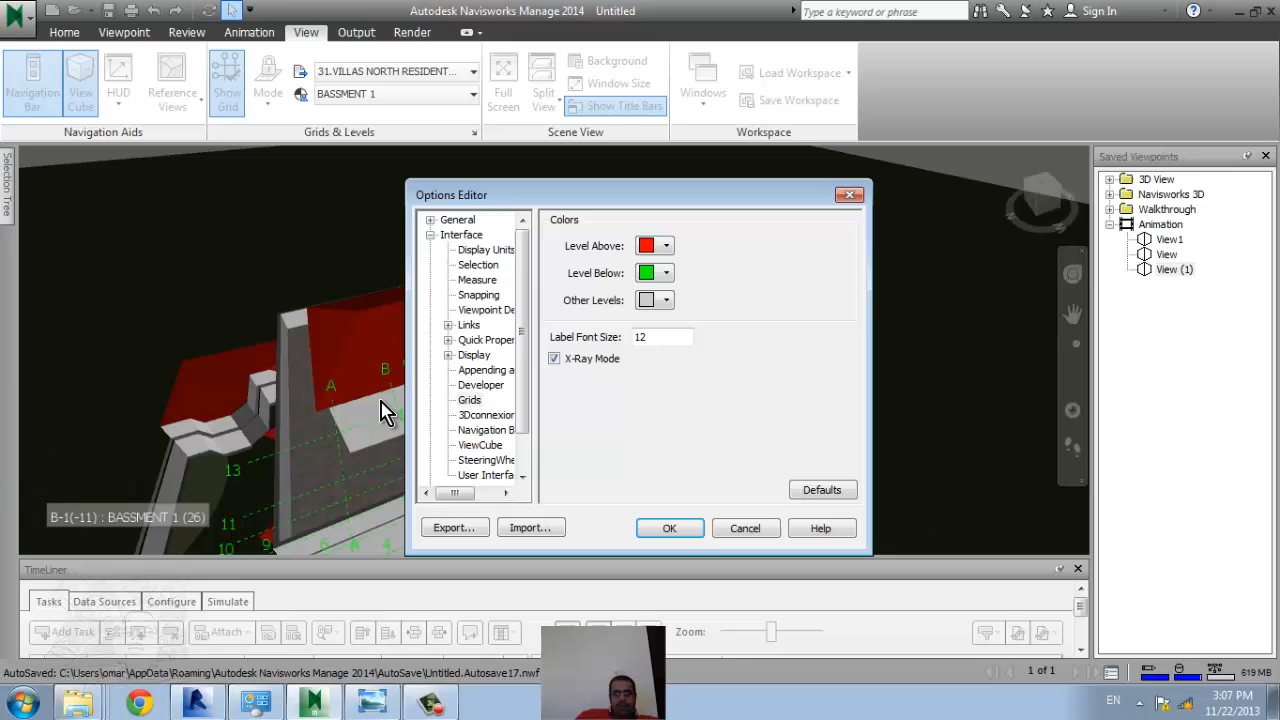 Autodesk Navisworks Manage 2014 Untitled
Type a keyword or phrase
Sign In
Home Viewpoint Review Animation View Output Render
Navigation Bar
View Cube
HUD
Reference Views
Show Grid
Mode
31.VILLAS NORTH RESIDENT...
BASSMENT 1
Full Screen
Split View
Background
Window Size
Show Title Bars
Windows
Load Workspace
Save Workspace
Navigation Aids
Grids & Levels
Scene View
Workspace
Selection Tree
Saved Viewpoints
3D View
Navisworks 3D
Walkthrough
Animation
View1
View
View (1)
Options Editor
General
Interface
Display Units
Selection
Measure
Snapping
Viewpoint De
Links
Quick Proper
Display
Appending a
Developer
Grids
3Dconnexion
Navigation B
ViewCube
SteeringWhe
User Interfa
Colors
Level Above:
Level Below:
Other Levels:
Label Font Size: 12
X-Ray Mode
Defaults
Export... Import... OK Cancel Help
A
B
13
11
10
9
6
4
B-1(-11) : BASSMENT 1 (26)
TimeLiner
Tasks Data Sources Configure Simulate
Add Task
Attach
Zoom:
AutoSaved: C:\Users\omar\AppData\Roaming\Autodesk Navisworks Manage 2014\AutoSave\Untitled.Autosave17.nwf
1 of 1
619 MB
EN
3:07 PM
11/22/2013